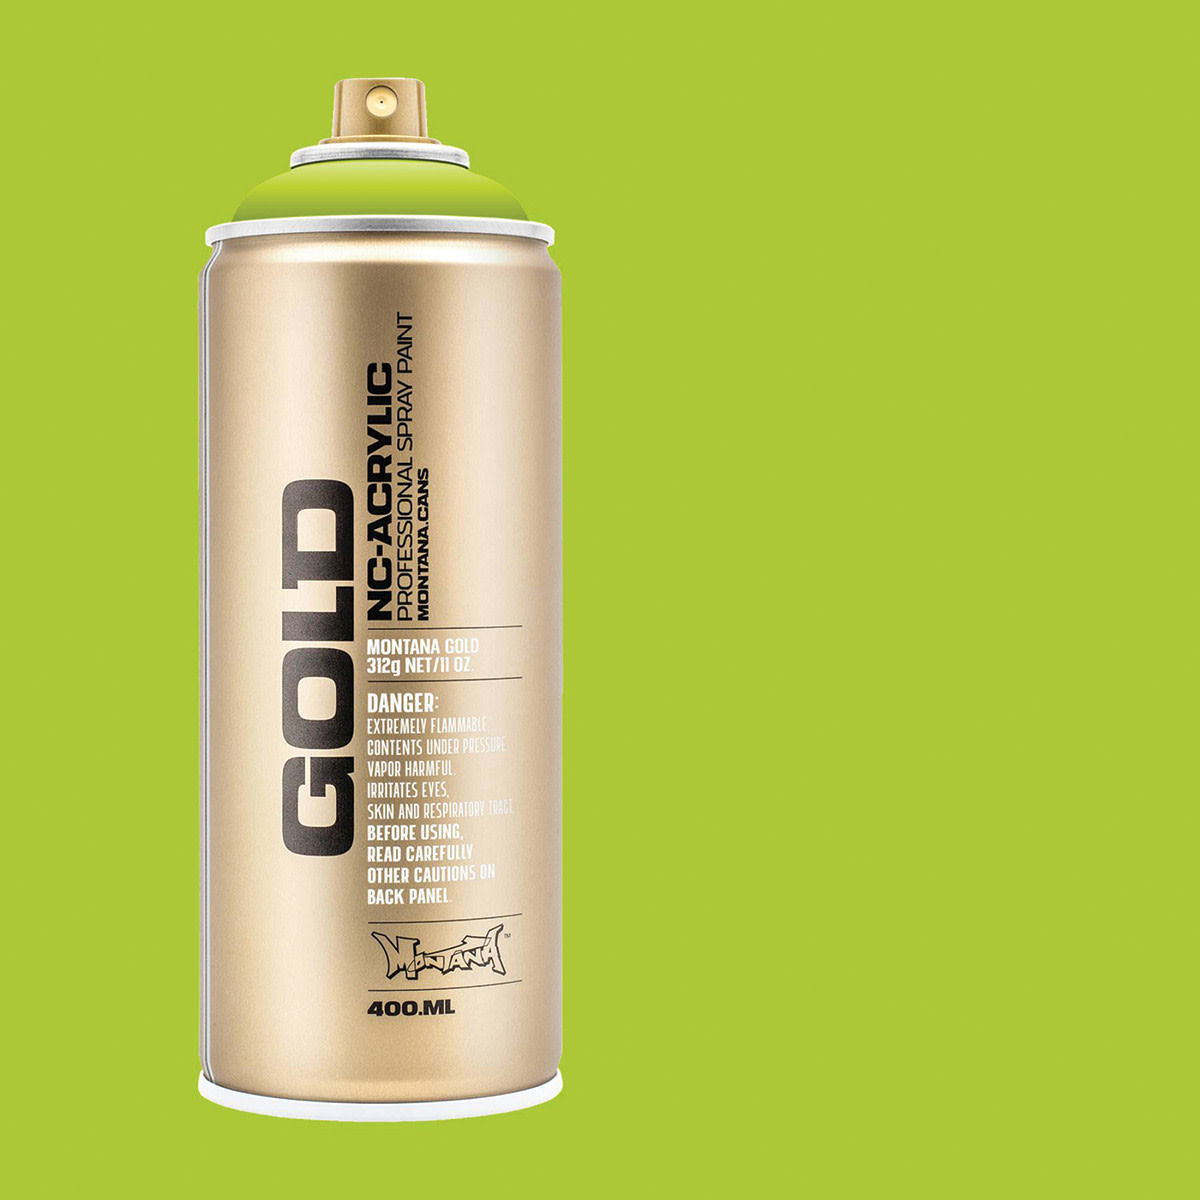 GOLD
NC-ACRYLIC
PROFESSIONAL SPRAY PAINT
MONTANA.CANS
MONTANA GOLD
312g NET/11 OZ.
DANGER:
EXTREMELY FLAMMABLE
CONTENTS UNDER PRESSURE.
VAPOR HARMFUL.
IRRITATES EYES,
SKIN AND RESPIRATORY TRACT.
BEFORE USING,
READ CAREFULLY
OTHER CAUTIONS ON
BACK PANEL.
MONTANA™
400.ML